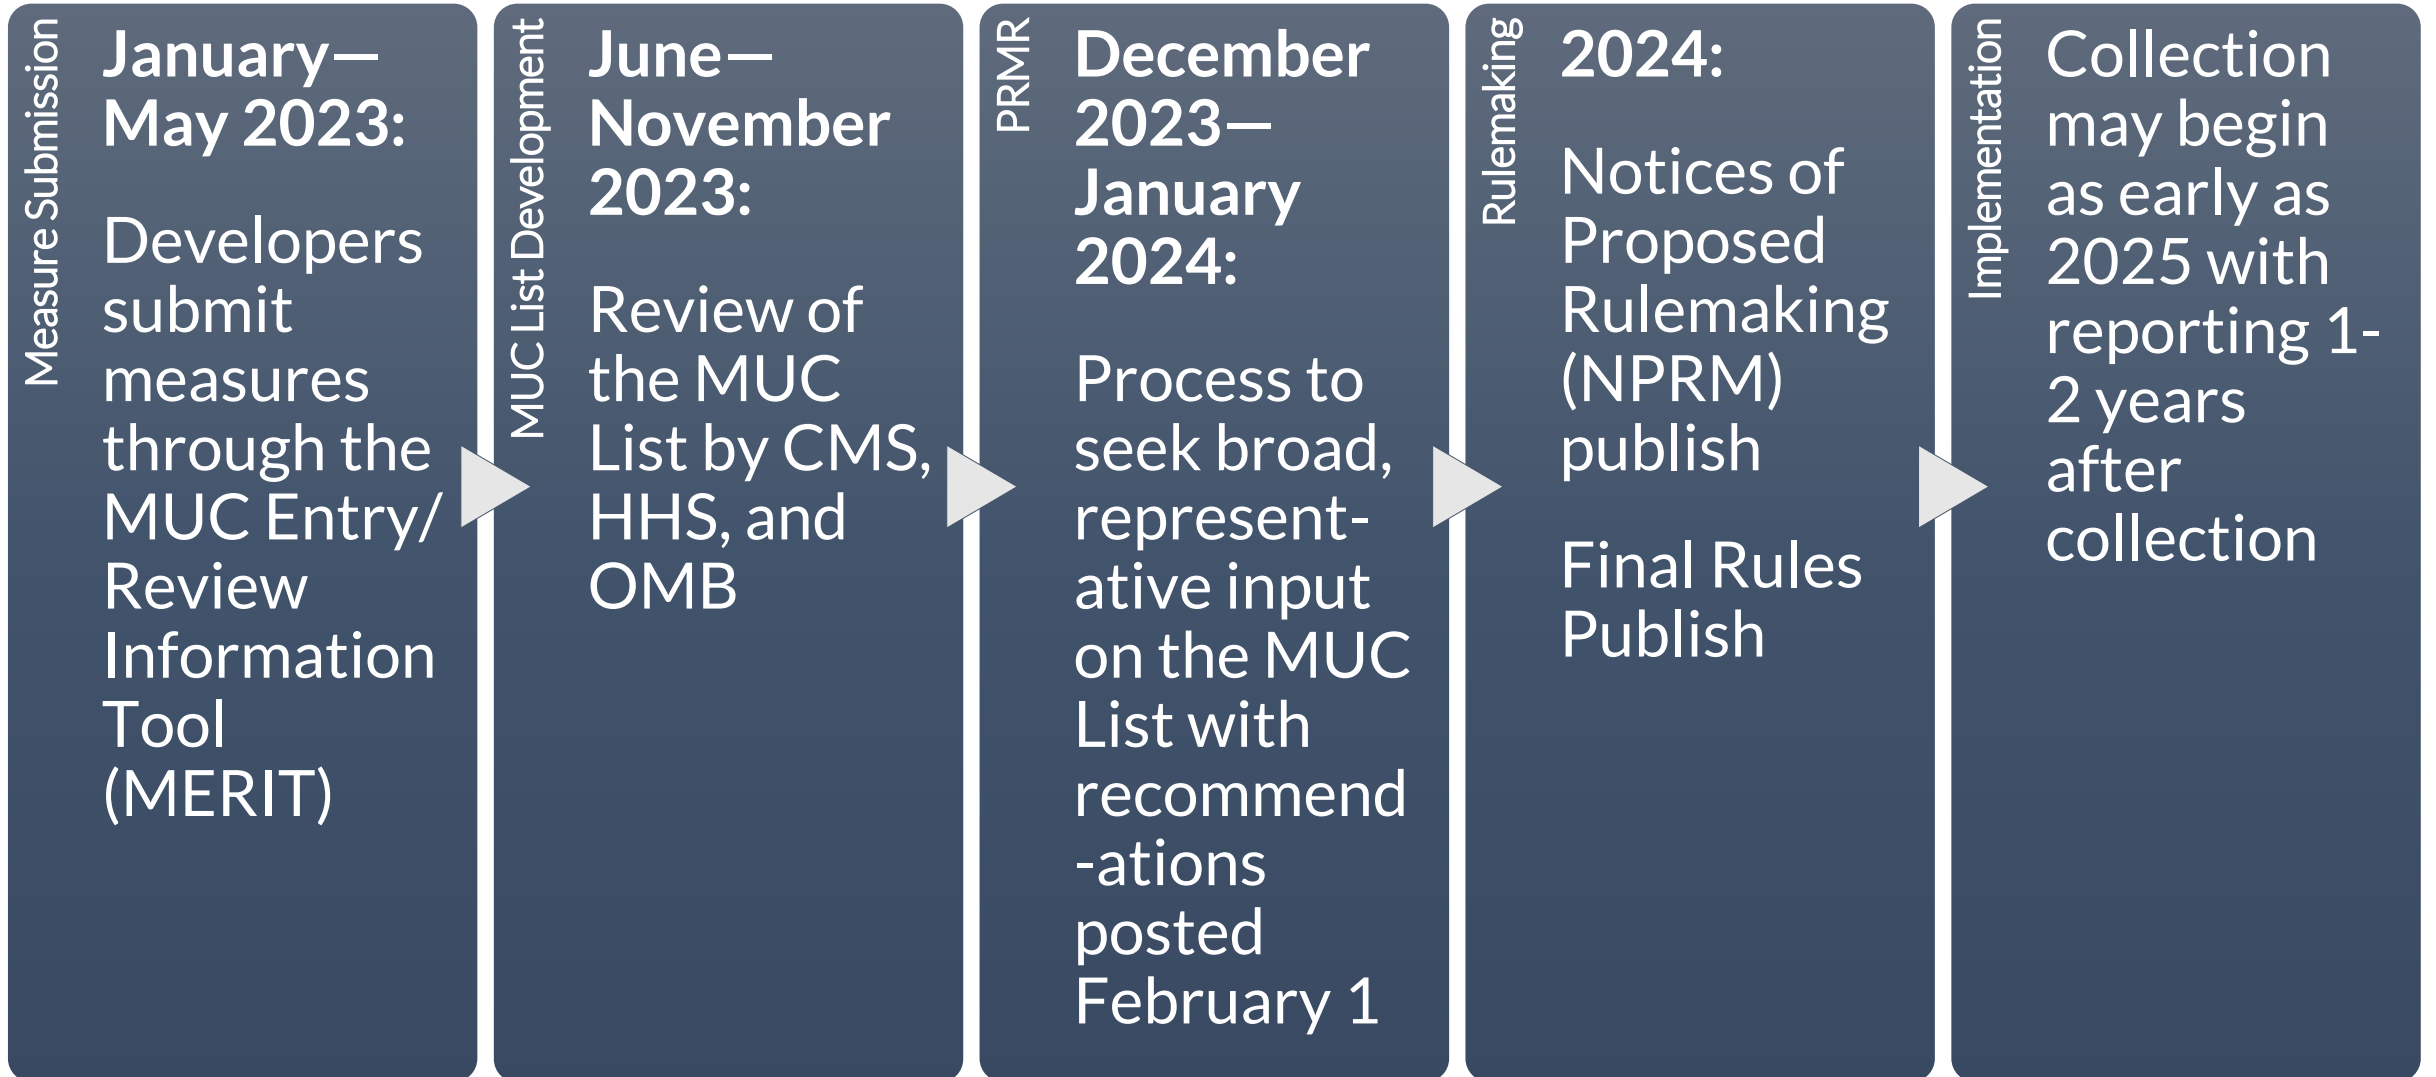 Measure Submission
January—
May 2023:
Developers
submit
measures
through the
MUC Entry/
Review
Information
Tool
(MERIT)
MUC List Development
June—
November
2023:
Review of
the MUC
List by CMS,
HHS, and
OMB
PRMR
December
2023—
January
2024:
Process to
seek broad,
represent-
ative input
on the MUC
List with
recommend
-ations
posted
February 1
Rulemaking
2024:
Notices of
Proposed
Rulemaking
(NPRM)
publish
Final Rules
Publish
Implementation
Collection
may begin
as early as
2025 with
reporting 1-
2 years
after
collection